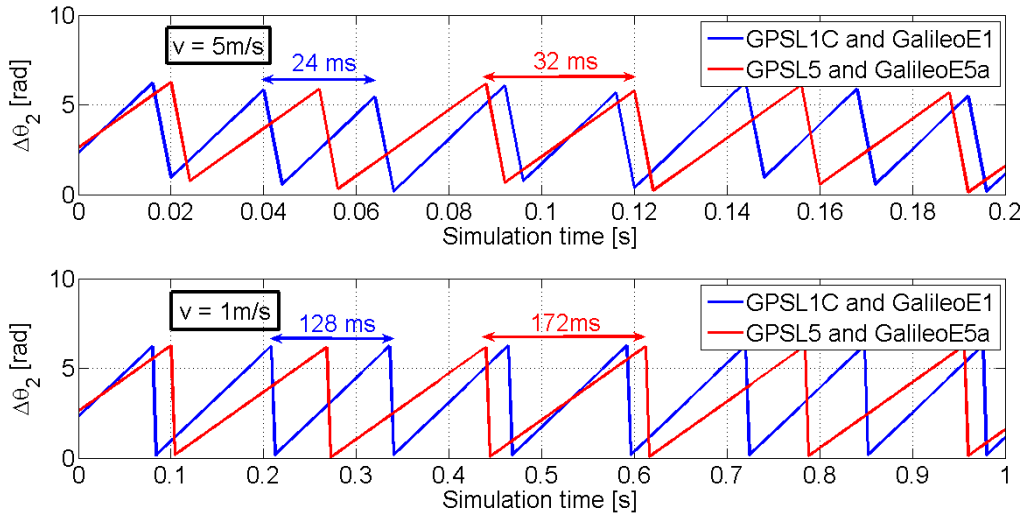 10
5
0
Δθ2 [rad]
v = 5m/s
24 ms
32 ms
GPSL1C and GalileoE1
GPSL5 and GalileoE5a
0 0.02 0.04 0.06 0.08 0.1 0.12 0.14 0.16 0.18 0.2
Simulation time [s]
10
5
0
Δθ2 [rad]
v = 1m/s
128 ms
172ms
GPSL1C and GalileoE1
GPSL5 and GalileoE5a
0 0.1 0.2 0.3 0.4 0.5 0.6 0.7 0.8 0.9 1
Simulation time [s]